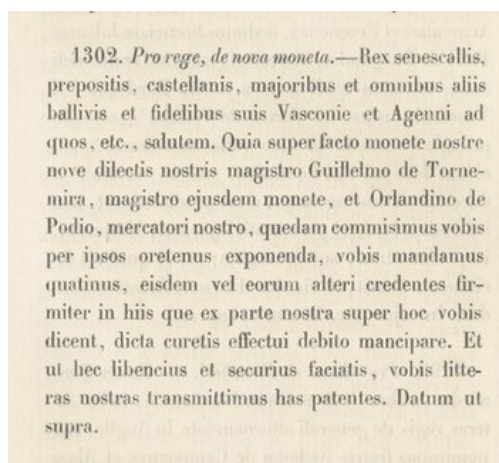 1302. Pro rege, de nova moneta.—Rex senescallis,
prepositis, castellanis, majoribus et omnibus aliis
ballivis et fidelibus suis Vasconie et Agenni ad
quos, etc., salutem. Quia super facto monete nostre
nove dilectis nostris magistro Guillelmo de Torne-
mira, magistro ejusdem monete, et Orlandino de
Podio, mercatori nostro, quedam commisimus vobis
per ipsos oretenus exponenda, vobis mandamus
quatinus, eisdem vel eorum alteri credentes fir-
miter in hiis que ex parte nostra super hoc vobis
dicent, dicta curetis effectui debito mancipare. Et
ut hec libencius et securius faciatis, vobis litte-
ras nostras transmittimus has patentes. Datum ut
supra.